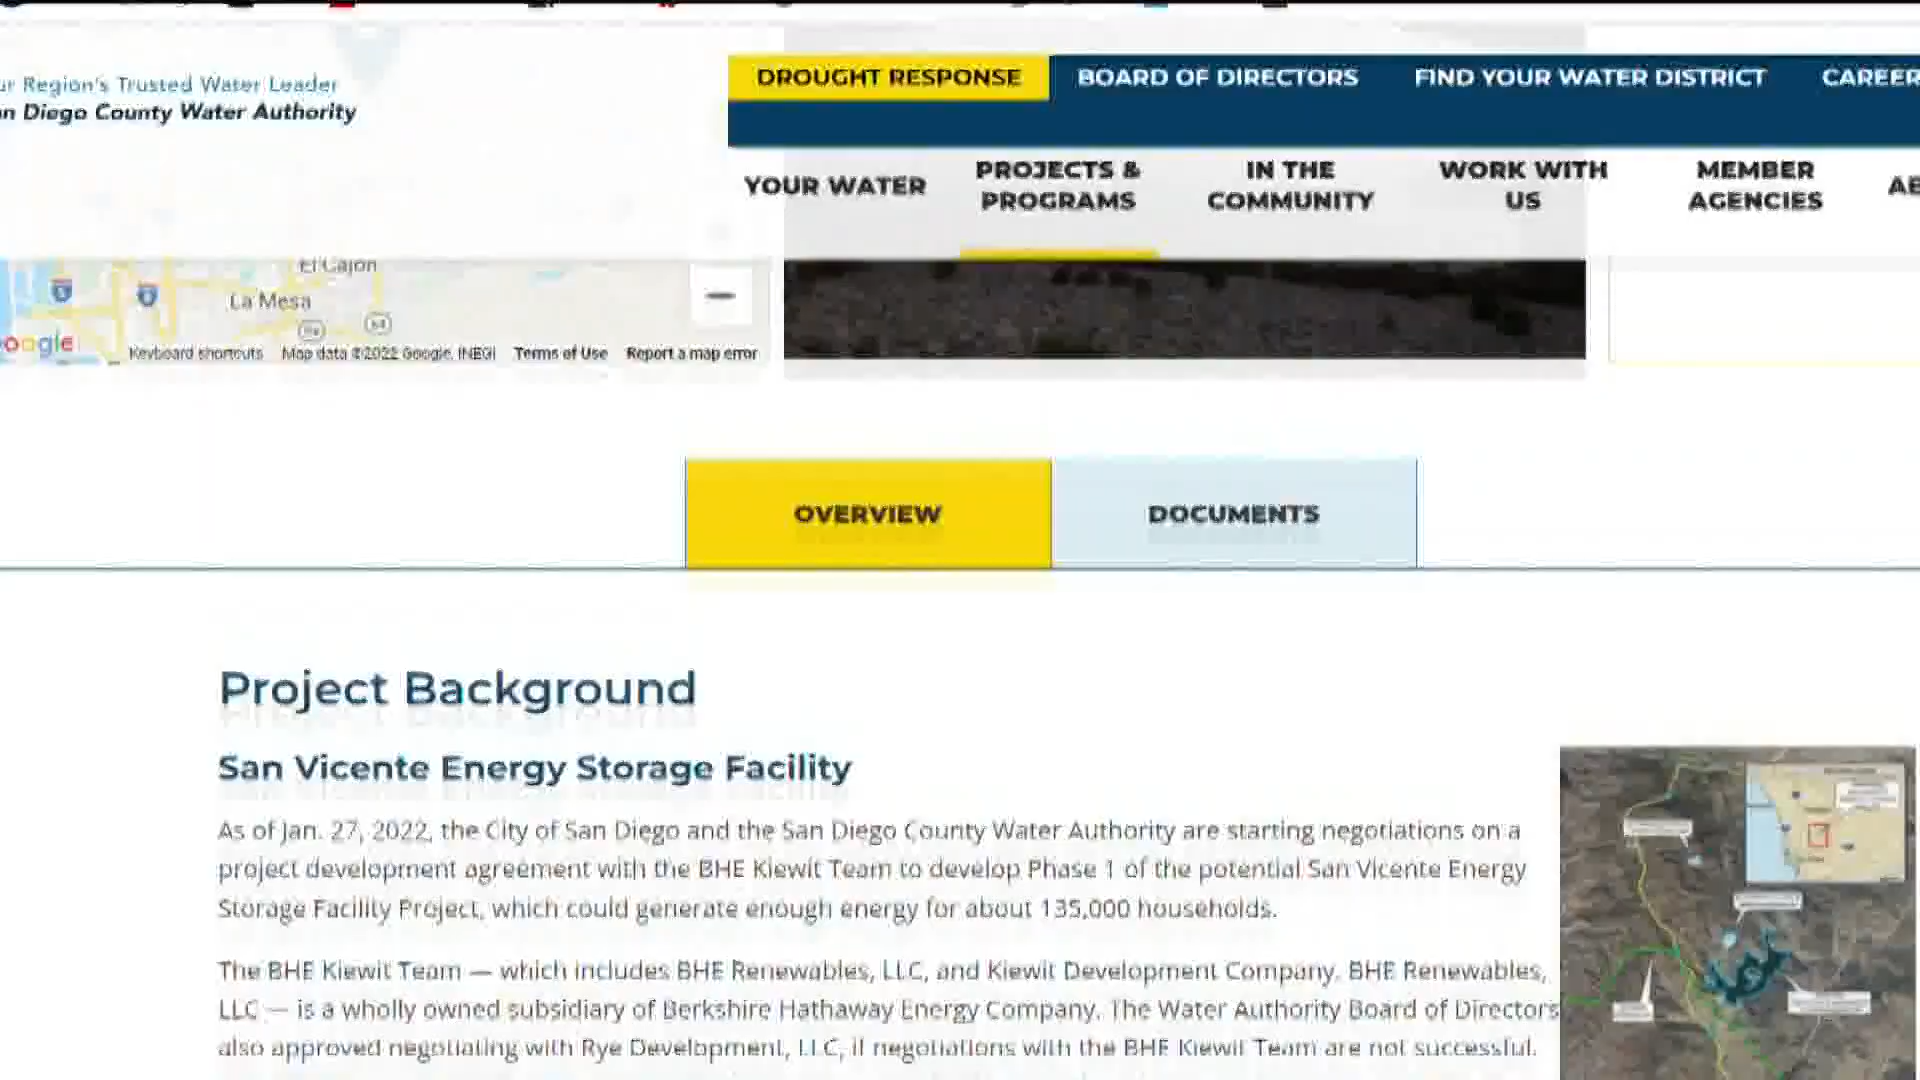 Region's Trusted Water Leader
Diego County Water Authority
DROUGHT RESPONSE
BOARD OF DIRECTORS
FIND YOUR WATER DISTRICT
CAREER
YOUR WATER
PROJECTS &
PROGRAMS
IN THE
COMMUNITY
WORK WITH
US
MEMBER
AGENCIES
El Cajon
La Mesa
Keyboard shortcuts
Map data ©2022 Google, INEGI
Terms of Use
Report a map error
OVERVIEW
DOCUMENTS
Project Background
San Vicente Energy Storage Facility
As of Jan. 27, 2022, the City of San Diego and the San Diego County Water Authority are starting negotiations on a
project development agreement with the BHE Kiewit Team to develop Phase 1 of the potential San Vicente Energy
Storage Facility Project, which could generate enough energy for about 135,000 households.
The BHE Kiewit Team — which includes BHE Renewables, LLC, and Kiewit Development Company. BHE Renewables,
LLC — is a wholly owned subsidiary of Berkshire Hathaway Energy Company. The Water Authority Board of Directors
also approved negotiating with Rye Development, LLC, if negotiations with the BHE Kiewit Team are not successful.